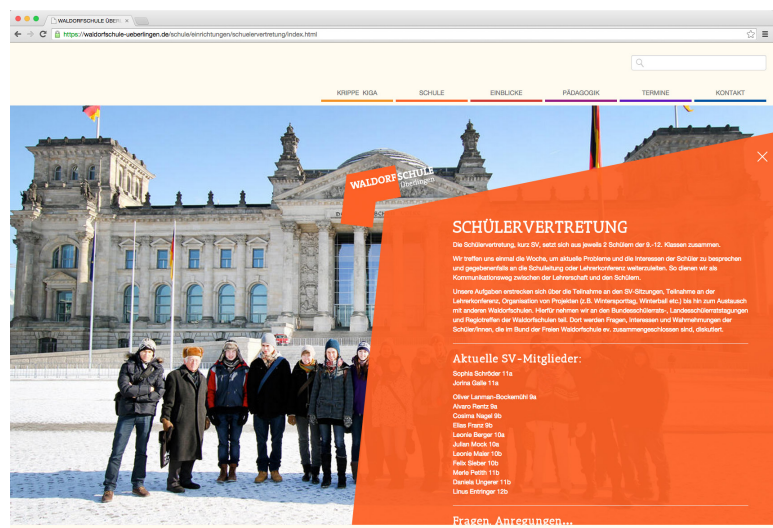 WALDORFSCHULE ÜBERL
https://waldorfschule-ueberlingen.de/schule/einrichtungen/schuelervertretung/index.html
KRIPPE KIGA SCHULE EINBLICKE PÄDAGOGIK TERMINE KONTAKT
WALDORFSCHULE
Überlingen
SCHÜLERVERTRETUNG
Die Schülervertretung, kurz SV, setzt sich aus jeweils 2 Schülern der 9.-12. Klassen zusammen.
Wir treffen uns einmal die Woche, um aktuelle Probleme und die Interessen der Schüler zu besprechen
und gegebenenfalls an die Schulleitung oder Lehrerkonferenz weiterzuleiten. So dienen wir als
Kommunikationsweg zwischen der Lehrerschaft und den Schülern.
Unsere Aufgaben erstrecken sich über die Teilnahme an den SV-Sitzungen, Teilnahme an der
Lehrerkonferenz, Organisation von Projekten (z.B. Wintersporttag, Winterball etc.) bis hin zum Austausch
mit anderen Waldorfschulen. Hierfür nehmen wir an den Bundesschülerrats-, Landesschülerratstagungen
und Regiotreffen der Waldorfschulen teil. Dort werden Fragen, Interessen und Wahrnehmungen der
Schüler/innen, die im Bund der Freien Waldorfschule ev. zusammengeschlossen sind, diskutiert.
Aktuelle SV-Mitglieder:
Sophia Schröder 11a
Jorina Galle 11a
Oliver Lanman-Bockemühl 9a
Alvaro Rentz 9a
Cosima Nagel 9b
Elias Franz 9b
Leonie Berger 10a
Julian Mock 10a
Leonie Maier 10b
Felix Sieber 10b
Merle Petith 11b
Daniela Ungerer 11b
Linus Entringer 12b
Fragen, Anregungen...